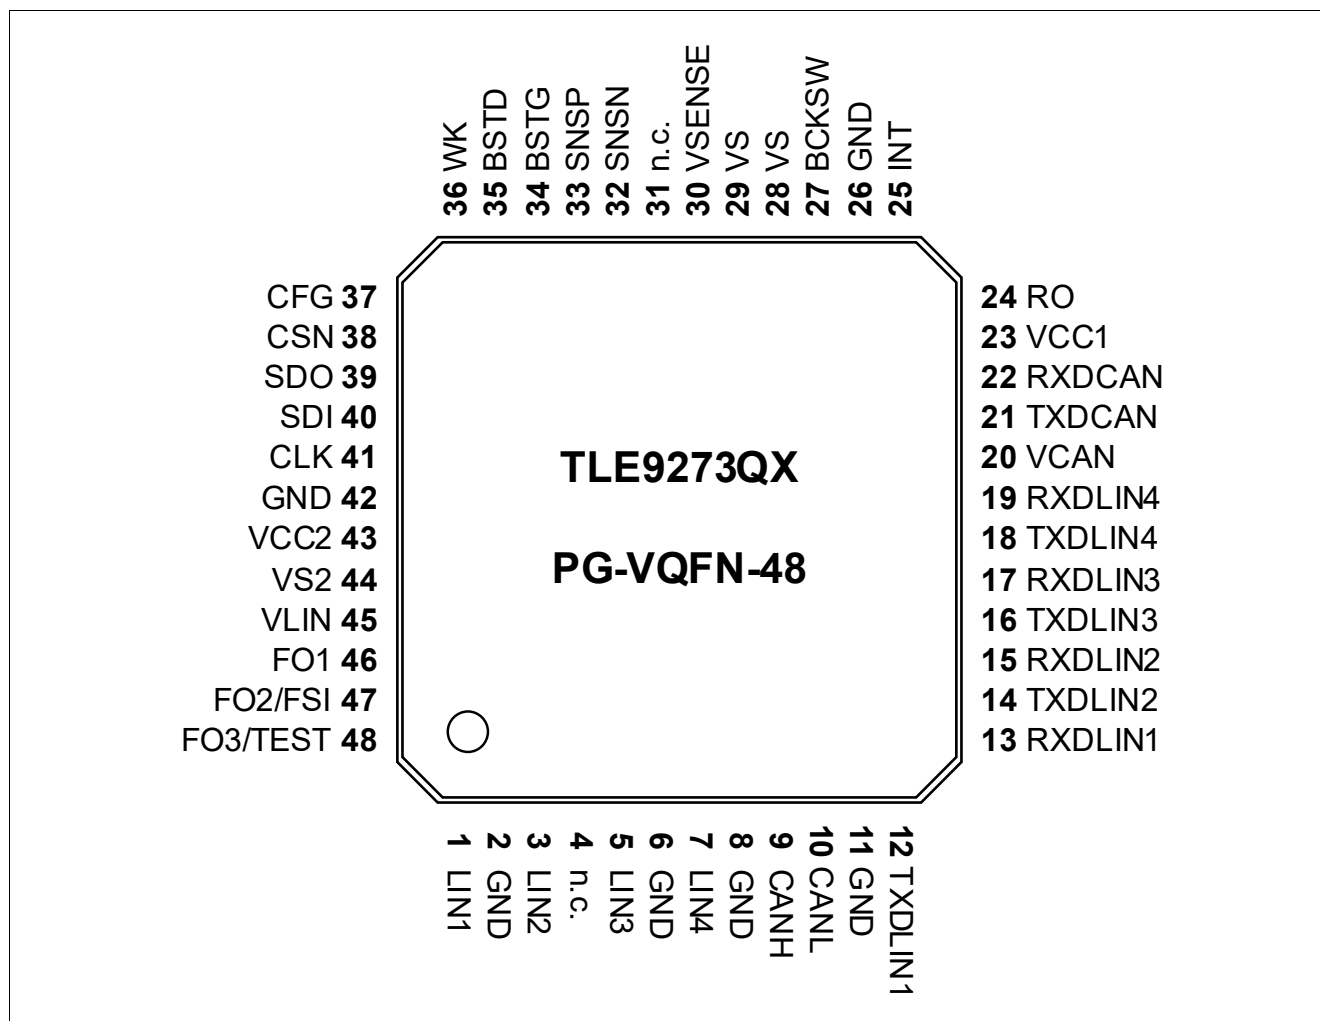 36 WK
35 BSTD
34 BSTG
33 SNSP
32 SNSN
31 n.c.
30 VSENSE
29 VS
28 VS
27 BCKSW
26 GND
25 INT
CFG 37
CSN 38
SDO 39
SDI 40
CLK 41
GND 42
VCC2 43
VS2 44
VLIN 45
FO1 46
FO2/FSI 47
FO3/TEST 48
TLE9273QX
PG-VQFN-48
24 RO
23 VCC1
22 RXDCAN
21 TXDCAN
20 VCAN
19 RXDLIN4
18 TXDLIN4
17 RXDLIN3
16 TXDLIN3
15 RXDLIN2
14 TXDLIN2
13 RXDLIN1
1 LIN1
2 GND
3 LIN2
4 n.c.
5 LIN3
6 GND
7 LIN4
8 GND
9 CANH
10 CANL
11 GND
12 TXDLIN1